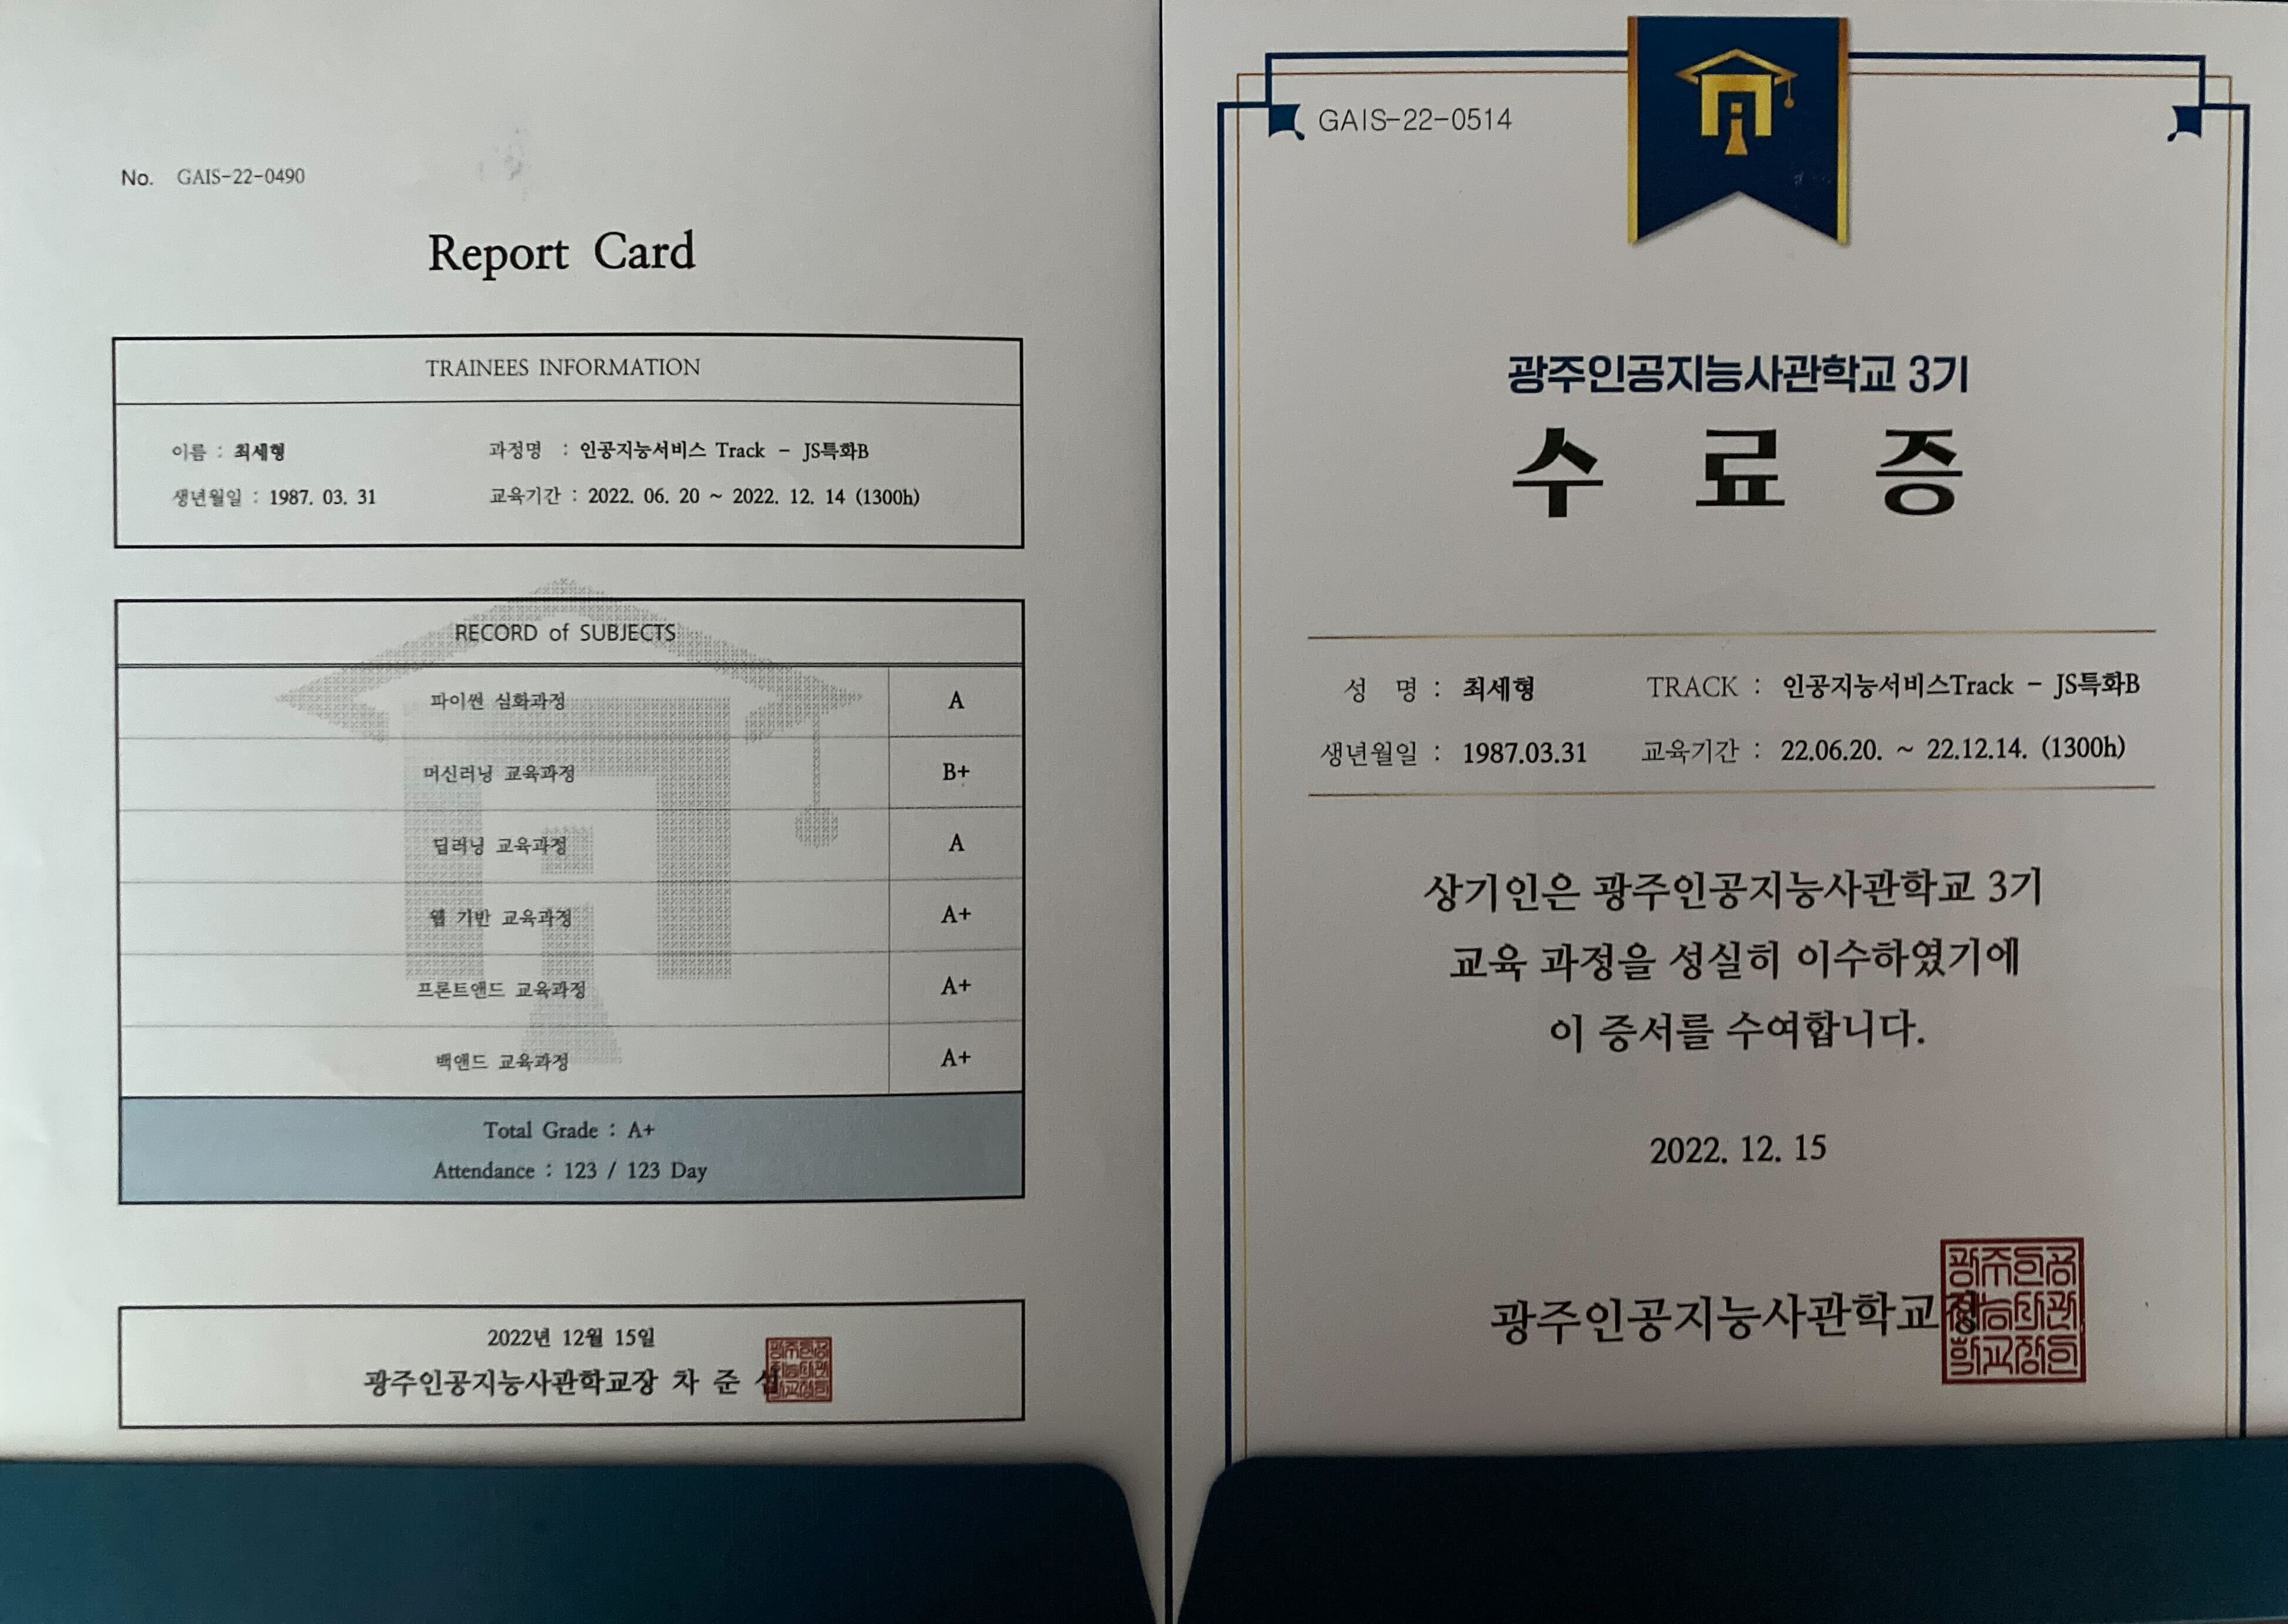 No. GAIS-22-0490
Report Card
TRAINEES INFORMATION
이름 : 최세형 과정명 : 인공지능서비스 Track - JS특화B
생년월일 : 1987. 03. 31 교육기간 : 2022. 06. 20 ~ 2022. 12. 14 (1300h)
RECORD of SUBJECTS
파이썬 심화과정 A
머신러닝 교육과정 B+
딥러닝 교육과정 A
웹 기반 교육과정 A+
프론트앤드 교육과정 A+
백앤드 교육과정 A+
Total Grade : A+
Attendance : 123 / 123 Day
2022년 12월 15일
광주인공지능사관학교장 차 준
GAIS-22-0514
광주인공지능사관학교 3기
수 료 증
성 명 : 최세형 TRACK : 인공지능서비스Track - JS특화B
생년월일 : 1987.03.31 교육기간 : 22.06.20. ~ 22.12.14. (1300h)
상기인은 광주인공지능사관학교 3기
교육 과정을 성실히 이수하였기에
이 증서를 수여합니다.
2022. 12. 15
광주인공지능사관학교장